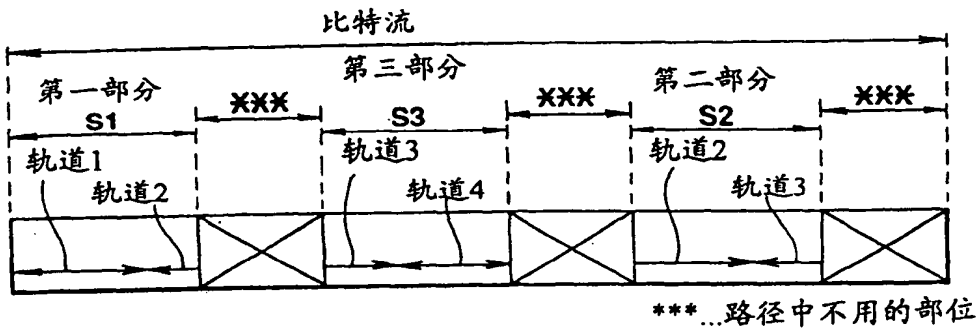 比特流
第一部分
***
第三部分
***
第二部分
***
S1
S3
S2
轨道1
轨道2
轨道3
轨道4
轨道2
轨道3
***...路径中不用的部位